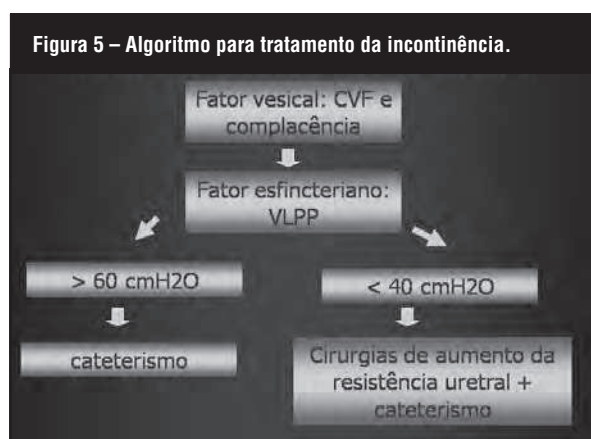 Figura 5 – Algoritmo para tratamento da incontinência.
Fator vesical: CVF e
complacência
Fator esfincteriano:
VLPP
> 60 cmH2O
< 40 cmH2O
cateterismo
Cirurgias de aumento da
resistência uretral +
cateterismo